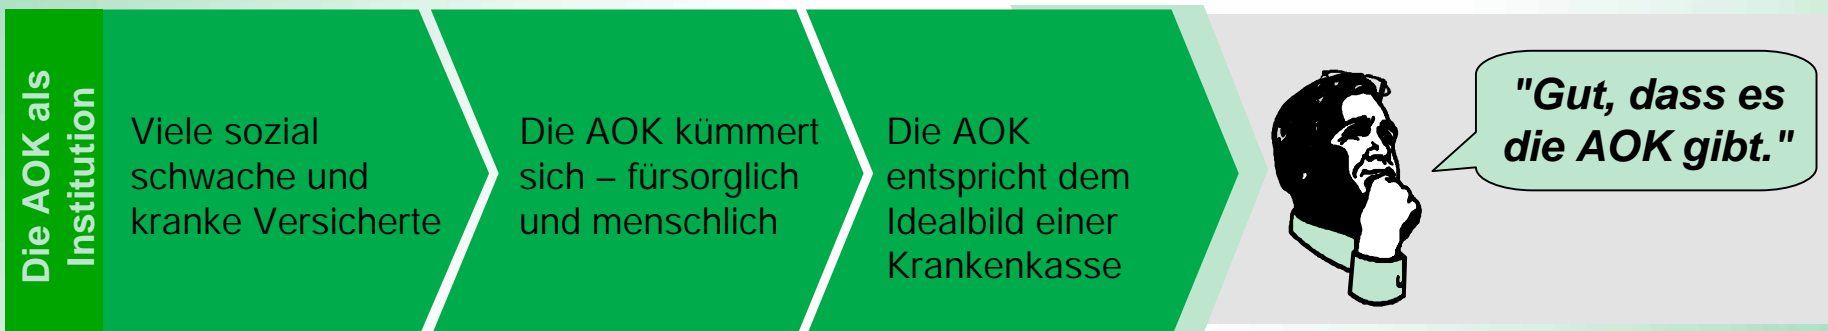 Die AOK als
Institution
Viele sozial
schwache und
kranke Versicherte
Die AOK kümmert
sich – fürsorglich
und menschlich
Die AOK
entspricht dem
Idealbild einer
Krankenkasse
"Gut, dass es
die AOK gibt."